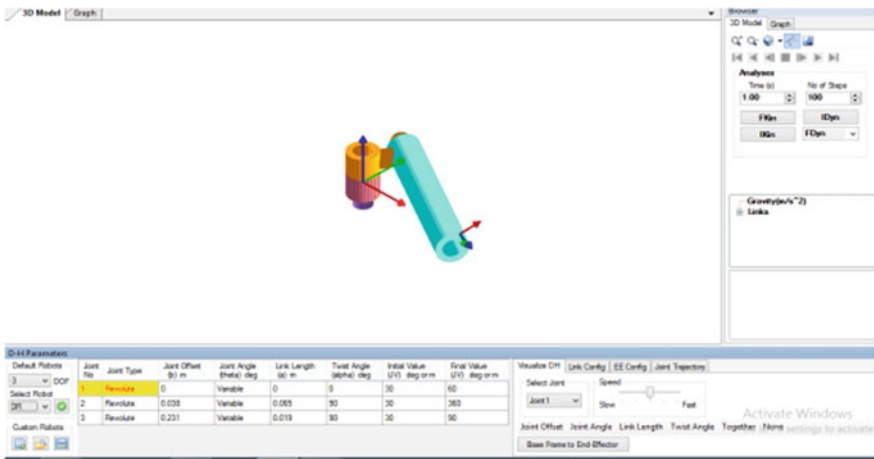 3D Model Graph
Browser
3D Model Graph
Analyses
Time (s) No of Steps
1.00 100
FKin IDyn
IKin FDyn
Gravity(m/s^2)
Links
D-H Parameters
Default Robots
3 DOF
Select Robot
Custom Robots
Joint No Joint Type Joint Offset (b) m Joint Angle (theta) deg Link Length (a) m Twist Angle (alpha) deg Initial Value (JV) deg or m Final Value (JV) deg or m
1 Revolute 0 Variable 0 0 30 60
2 Revolute 0.038 Variable 0.055 90 30 360
3 Revolute 0.231 Variable 0.019 90 30 90
Visualize DH Link Config EE Config Joint Trajectory
Select Joint Speed
Joint1 Slow Fast
Joint Offset Joint Angle Link Length Twist Angle Together None
Base Frame to End-Effector
Activate Windows
settings to activate